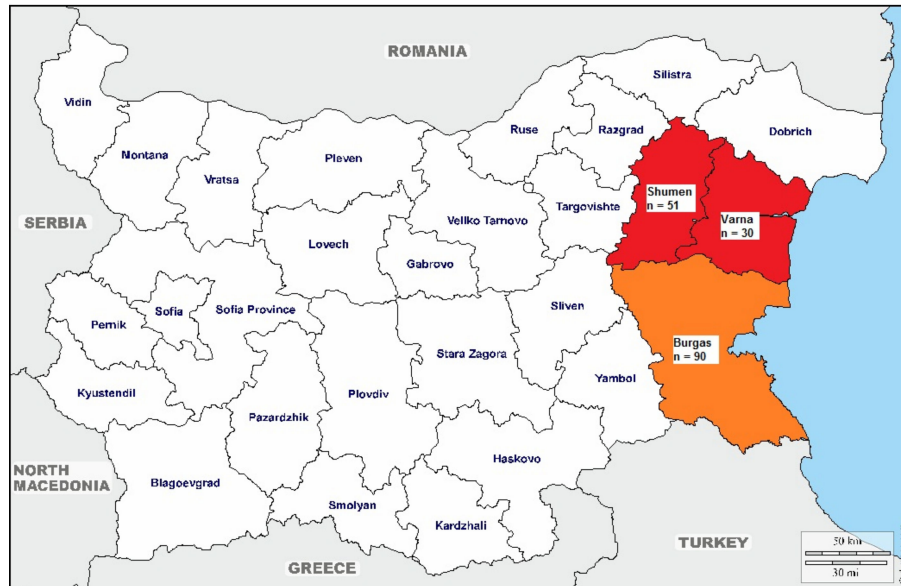 ROMANIA
Silistra
Vidin
Ruse
Razgrad
Dobrich
Montana
Pleven
Vratsa
Shumen
n = 51
Targovishte
Veliko Tarnovo
Varna
n = 30
SERBIA
Lovech
Gabrovo
Sofia
Sofia Province
Sliven
Pernik
Burgas
n = 90
Stara Zagora
Yambol
Kyustendil
Plovdiv
Pazardzhik
Haskovo
NORTH
MACEDONIA
Blagoevgrad
Smolyan
Kardzhali
TURKEY
50 km
GREECE
30 mi